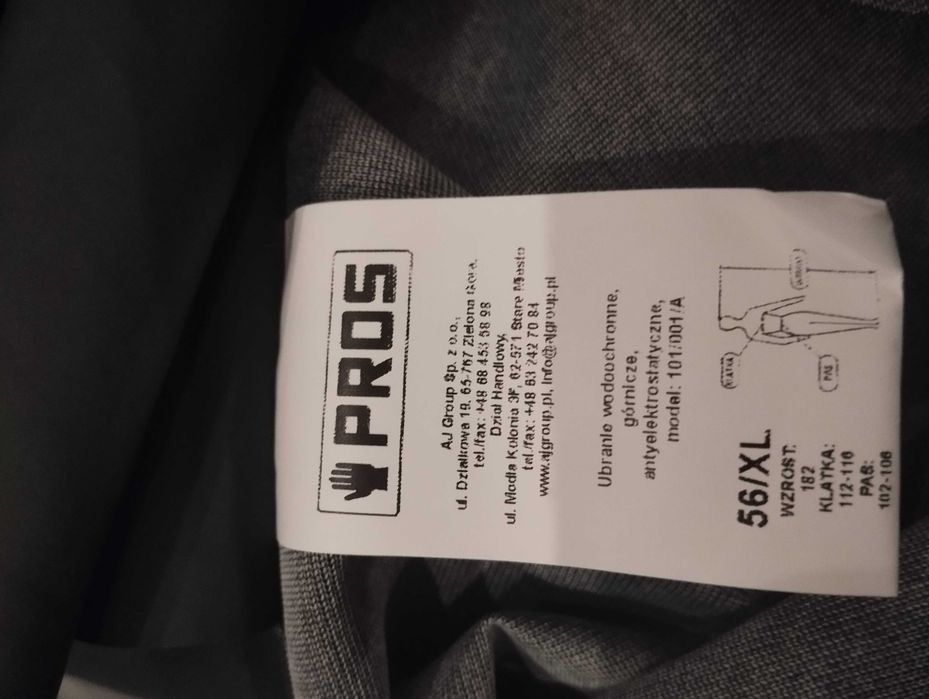 PROS
AJ Group Sp. z o.o.,
ul. Działkowa 19, 65-767 Zielona Góra,
tel./fax: +48 68 453 58 98
Dział Handlowy,
ul. Modła Kolonia 3F, 62-571 Stare Miasto
tel./fax: +48 63 242 70 84
www.ajgroup.pl, Info@ajgroup.pl
Ubranie wodoochronne,
górnicze,
antyelektrostatyczne,
model: 101/001/A
56/XL
WZROST:
182
KLATKA:
112-116
PAS:
102-106
KLATKA
PAS
WZROST